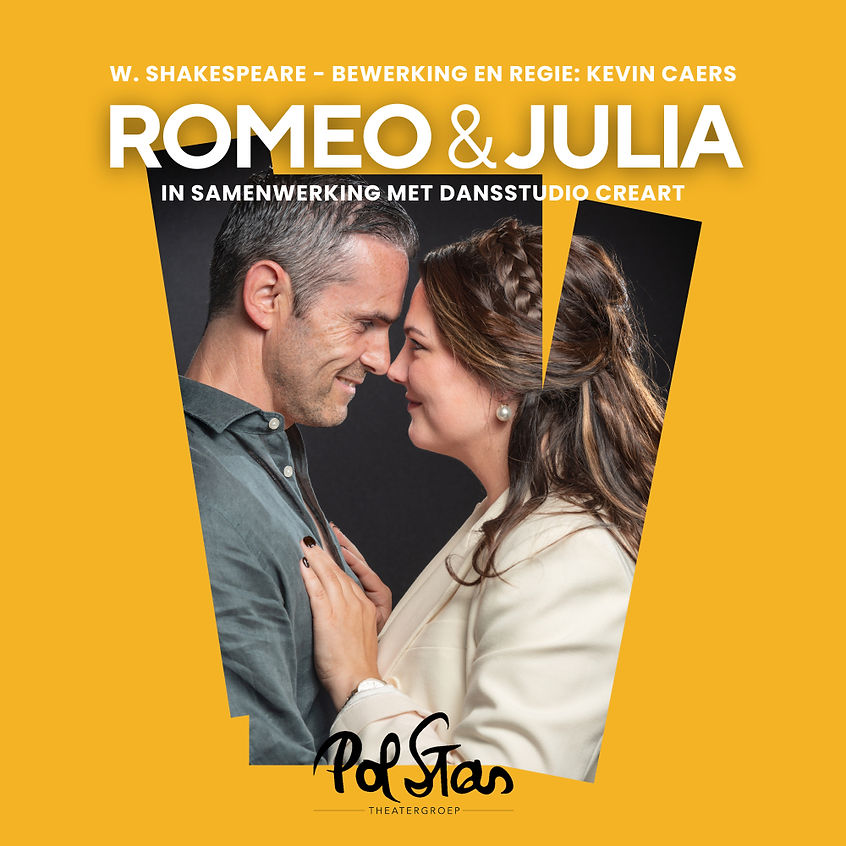 W. SHAKESPEARE - BEWERKING EN REGIE: KEVIN CAERS
ROMEO & JULIA
IN SAMENWERKING MET DANSSTUDIO CREART
Pol Stas
THEATERGROEP